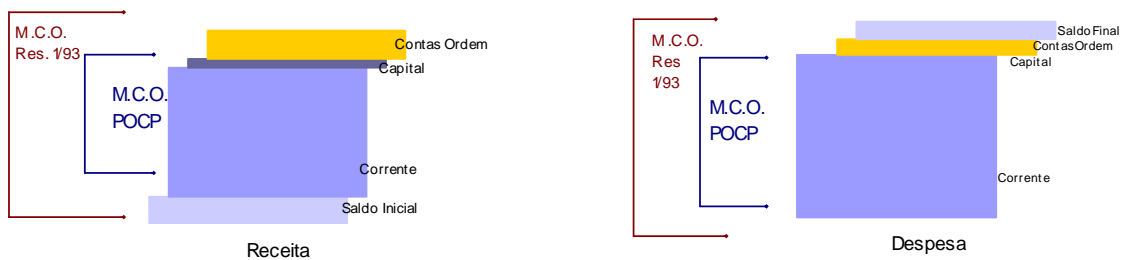 M.C.O.
Res. 1/93
Contas Ordem
Capital
M.C.O.
POCP
Corrente
Saldo Inicial
Receita
M.C.O.
Res
1/93
Saldo Final
Contas Ordem
Capital
M.C.O.
POCP
Corrente
Despesa